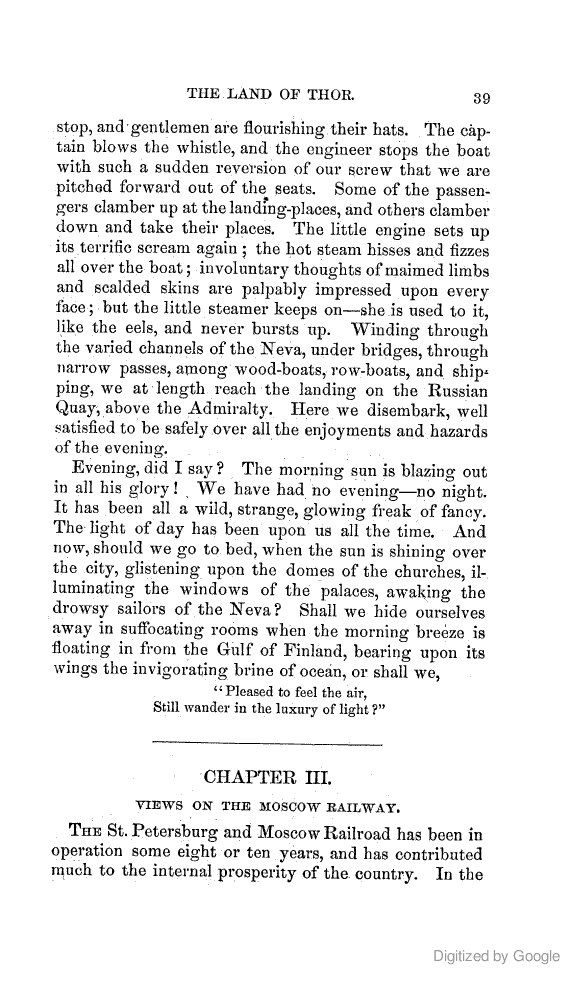 THE LAND OF THOR.
39
stop, and gentlemen are flourishing their hats. The cap-
tain blows the whistle, and the engineer stops the boat
with such a sudden reversion of our screw that we are
pitched forward out of the seats. Some of the passen-
gers clamber up at the landing-places, and others clamber
down and take their places. The little engine sets up
its terrific scream again; the hot steam hisses and fizzes
all over the boat; involuntary thoughts of maimed limbs
and scalded skins are palpably impressed upon every
face; but the little steamer keeps on—she is used to it,
like the eels, and never bursts up. Winding through
the varied channels of the Neva, under bridges, through
narrow passes, among wood-boats, row-boats, and ship-
ping, we at length reach the landing on the Russian
Quay, above the Admiralty. Here we disembark, well
satisfied to be safely over all the enjoyments and hazards
of the evening.
Evening, did I say? The morning sun is blazing out
in all his glory! We have had no evening—no night.
It has been all a wild, strange, glowing freak of fancy.
The light of day has been upon us all the time. And
now, should we go to bed, when the sun is shining over
the city, glistening upon the domes of the churches, il-
luminating the windows of the palaces, awaking the
drowsy sailors of the Neva? Shall we hide ourselves
away in suffocating rooms when the morning breeze is
floating in from the Gulf of Finland, bearing upon its
wings the invigorating brine of ocean, or shall we,
"Pleased to feel the air,
Still wander in the luxury of light?"
CHAPTER III.
VIEWS ON THE MOSCOW RAILWAY.
THE St. Petersburg and Moscow Railroad has been in
operation some eight or ten years, and has contributed
much to the internal prosperity of the country. In the
Digitized by Google